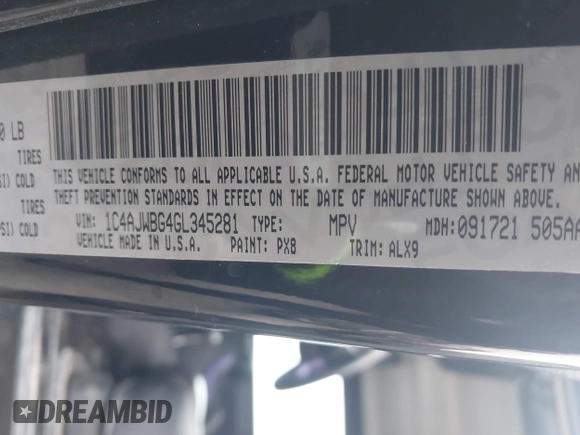 0 LB
TIRES
SI) COLD
THIS VEHICLE CONFORMS TO ALL APPLICABLE U.S.A. FEDERAL MOTOR VEHICLE SAFETY AN
TIRES
THEFT PREVENTION STANDARDS IN EFFECT ON THE DATE OF MANUFACTURE SHOWN ABOVE.
SI) COLD
VIN: 1C4AJWBG4GL345281 TYPE: MPV MDH:091721 505AA
VEHICLE MADE IN U.S.A. PAINT: PX8 TRIM: ALX9
DREAMBID